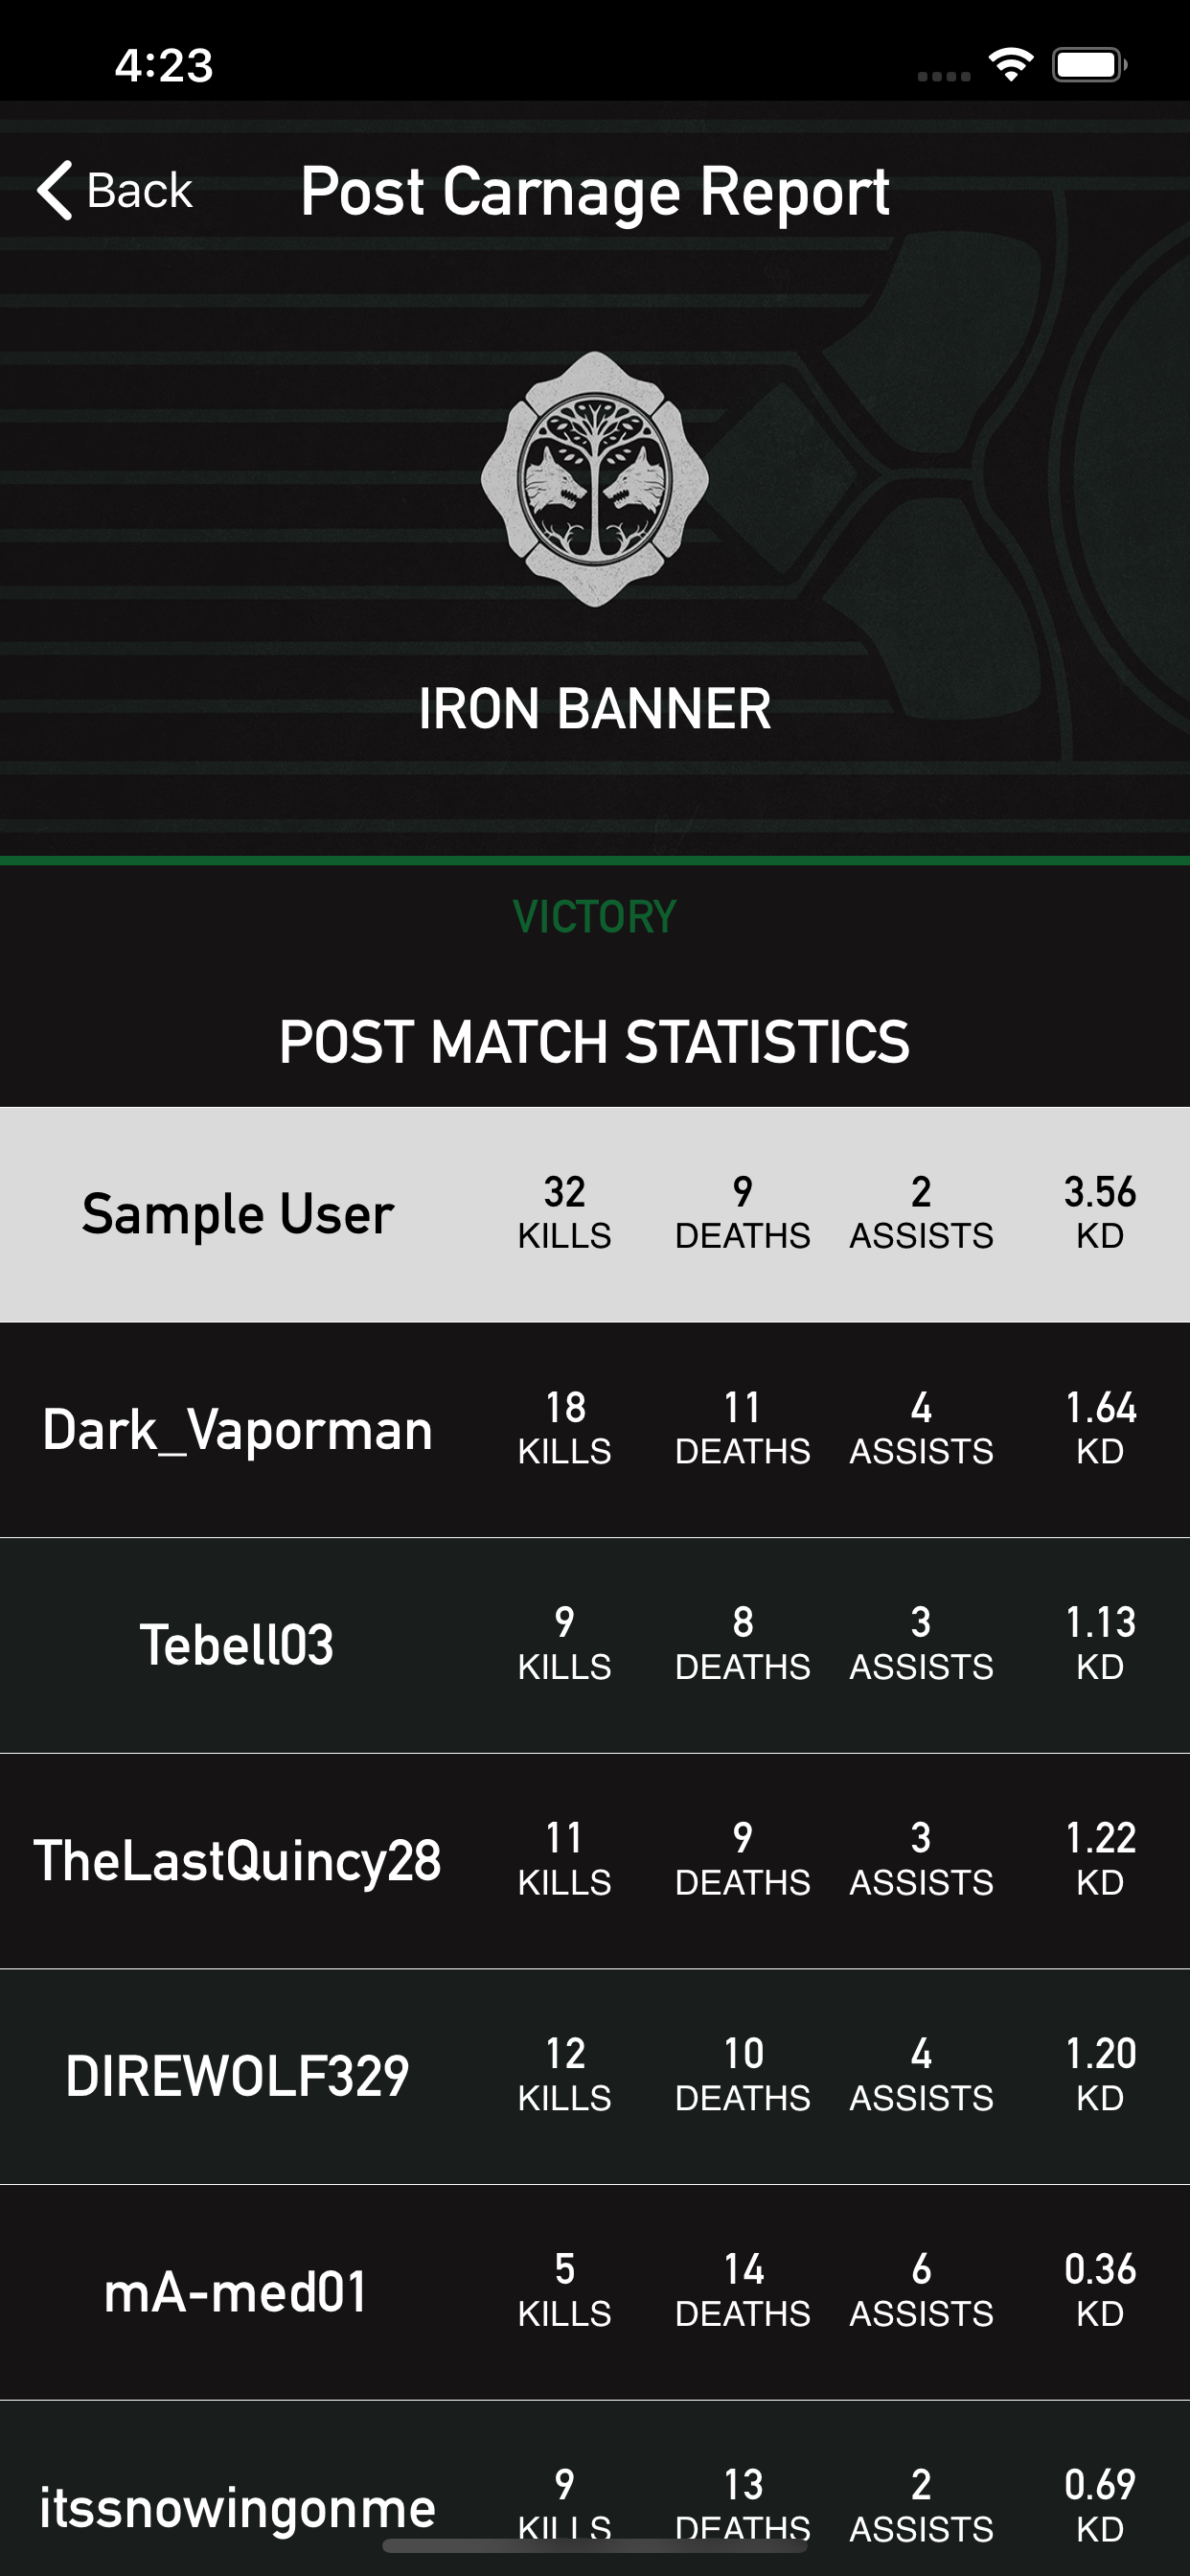 4:23
Back
Post Carnage Report
IRON BANNER
VICTORY
POST MATCH STATISTICS
Sample User
32 9 2 3.56
KILLS DEATHS ASSISTS KD
Dark_Vaporman
18 11 4 1.64
KILLS DEATHS ASSISTS KD
Tebell03
9 8 3 1.13
KILLS DEATHS ASSISTS KD
TheLastQuincy28
11 9 3 1.22
KILLS DEATHS ASSISTS KD
DIREWOLF329
12 10 4 1.20
KILLS DEATHS ASSISTS KD
mA-med01
5 14 6 0.36
KILLS DEATHS ASSISTS KD
itssnowingonme
9 13 2 0.69
KILLS DEATHS ASSISTS KD